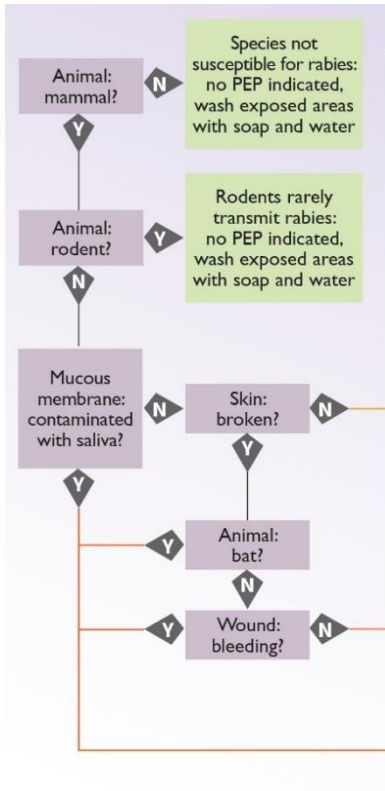 Animal:
mammal?
N
Species not
susceptible for rabies:
no PEP indicated,
wash exposed areas
with soap and water
Y
Animal:
rodent?
Y
Rodents rarely
transmit rabies:
no PEP indicated,
wash exposed areas
with soap and water
N
Mucous
membrane:
contaminated
with saliva?
N
Skin:
broken?
N
Y
Y
Y
Animal:
bat?
N
Y
Wound:
bleeding?
N